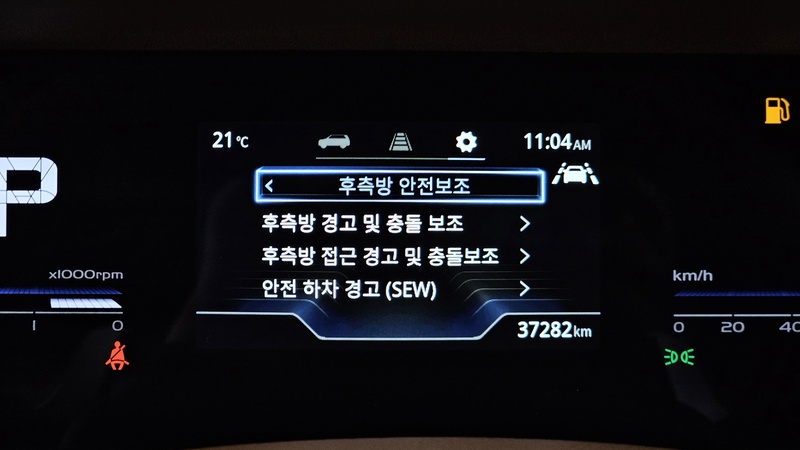 21℃
11:04AM
P
후측방 안전보조
후측방 경고 및 충돌 보조
후측방 접근 경고 및 충돌보조
안전 하차 경고 (SEW)
x1000rpm
km/h
1 0
0 20 40
37282km